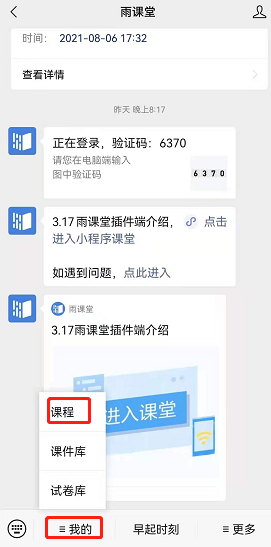 雨课堂
时间： 2021-08-06 17:32
查看详情
昨天 晚上8:17
正在登录，验证码：6370
请您在电脑端输入
图中验证码
6370
3.17雨课堂插件端介绍， 点击
进入小程序课堂
如遇到问题，点此进入
雨课堂
3.17雨课堂插件端介绍
进入课堂
课程
课件库
试卷库
≡ 我的
早起时刻
≡ 更多